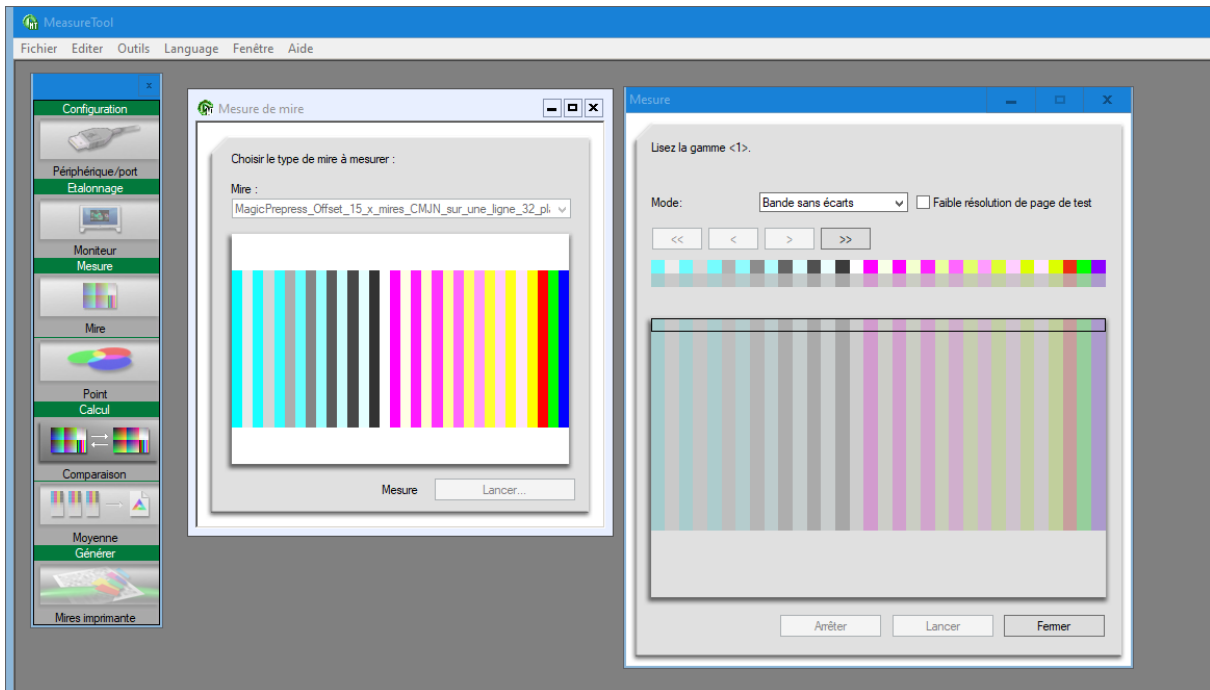 MeasureTool
Fichier Editer Outils Language Fenêtre Aide
x
Configuration
Périphérique/port
Etalonnage
Moniteur
Mesure
Mire
Point
Calcul
Comparaison
Moyenne
Générer
Mires imprimante
Mesure de mire
Choisir le type de mire à mesurer :
Mire :
MagicPrepress_Offset_15_x_mires_CMJN_sur_une_ligne_32_pl
Mesure Lancer...
Mesure
Lisez la gamme <1>.
Mode: Bande sans écarts Faible résolution de page de test
<< < > >>
Arrêter Lancer Fermer